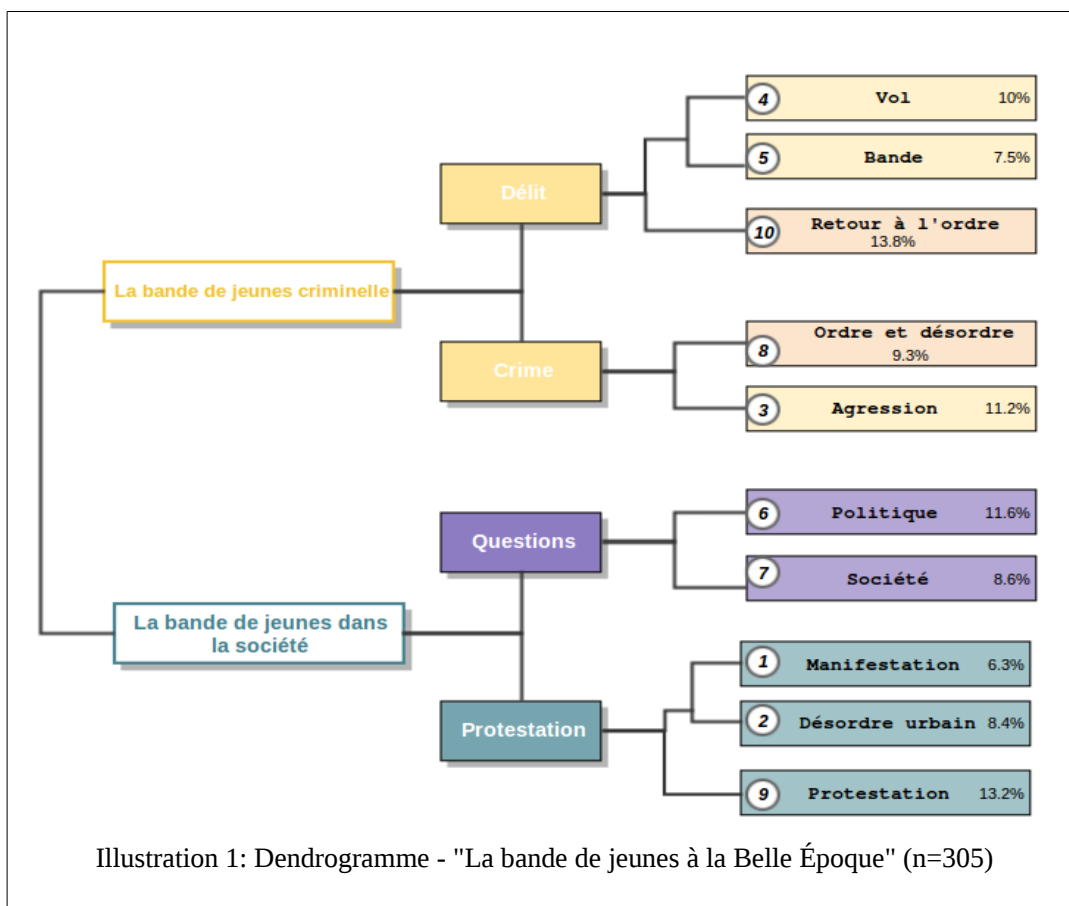 4 Vol 10%
5 Bande 7.5%
Délit
10 Retour à l'ordre
13.8%
La bande de jeunes criminelle
8 Ordre et désordre
9.3%
Crime
3 Agression 11.2%
6 Politique 11.6%
Questions
7 Société 8.6%
La bande de jeunes dans
la société
1 Manifestation 6.3%
2 Désordre urbain 8.4%
Protestation
9 Protestation 13.2%
Illustration 1: Dendrogramme - "La bande de jeunes à la Belle Époque" (n=305)